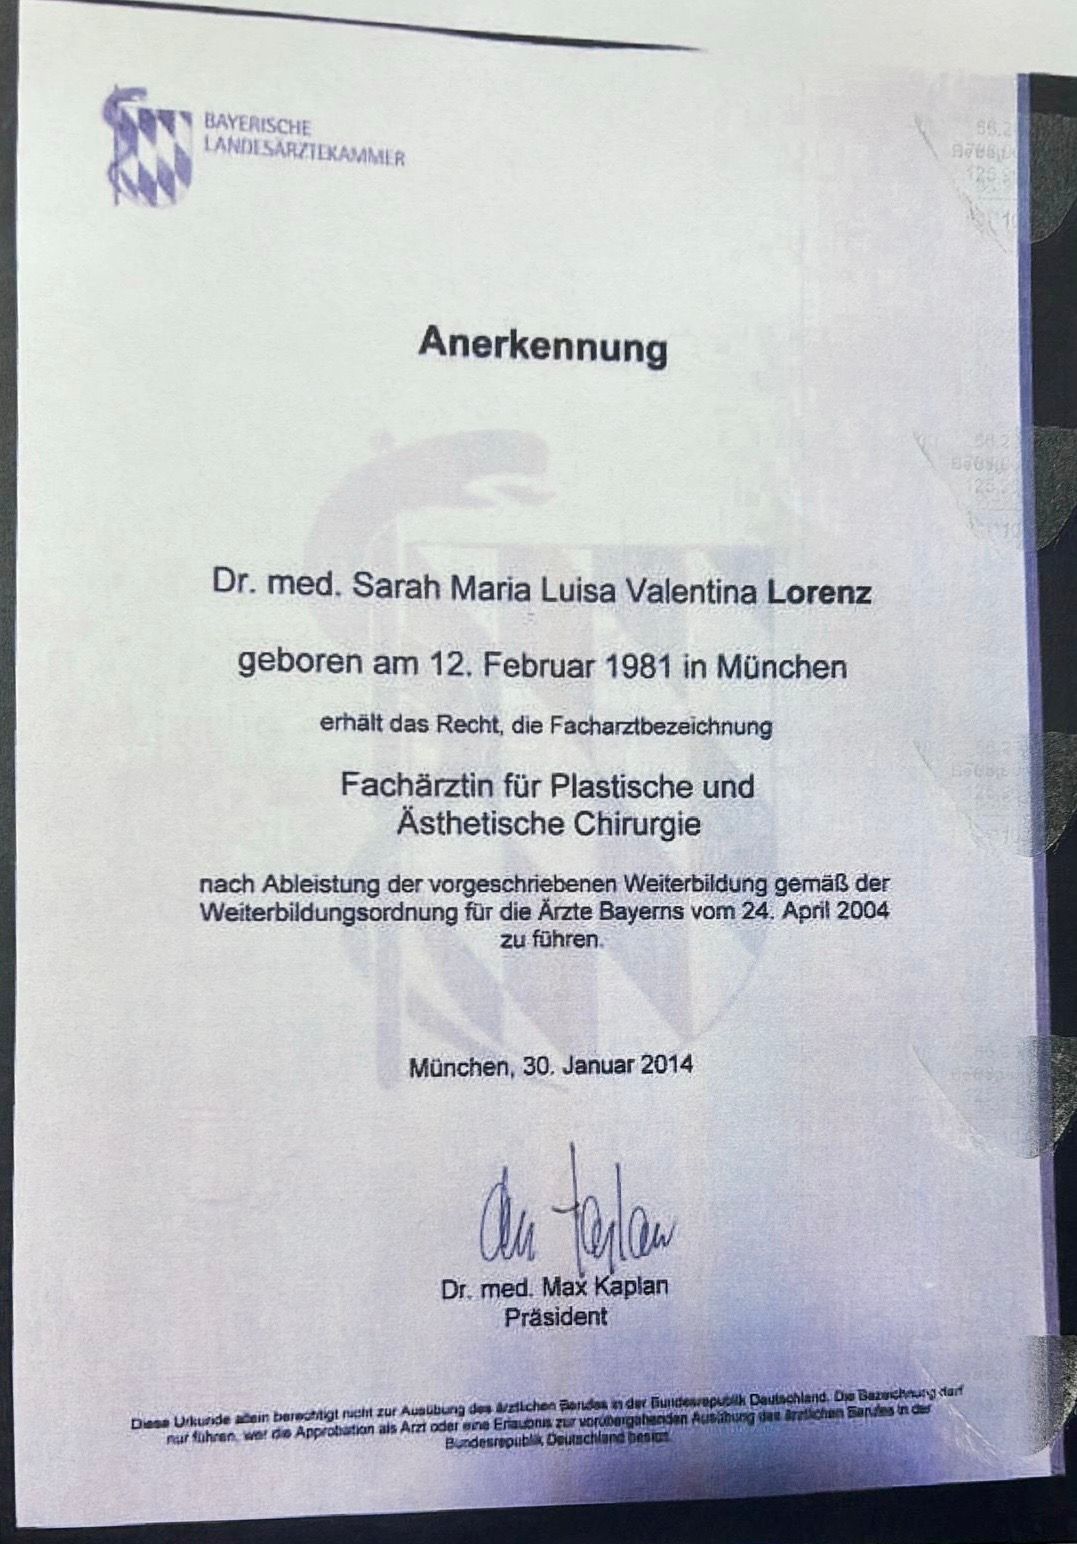 BAYERISCHE
LANDESÄRZTEKAMMER
Anerkennung
Dr. med. Sarah Maria Luisa Valentina Lorenz
geboren am 12. Februar 1981 in München
erhält das Recht, die Facharztbezeichnung
Fachärztin für Plastische und
Ästhetische Chirurgie
nach Ableistung der vorgeschriebenen Weiterbildung gemäß der
Weiterbildungsordnung für die Ärzte Bayerns vom 24. April 2004
zu führen.
München, 30. Januar 2014
Dr. med. Max Kaplan
Präsident
Diese Urkunde allein berechtigt nicht zur Ausübung des ärztlichen Berufes in der Bundesrepublik Deutschland. Die Bezeichnung darf
nur führen, wer die Approbation als Arzt oder eine Erlaubnis zur vorübergehenden Ausübung des ärztlichen Berufes in der
Bundesrepublik Deutschland besitzt.